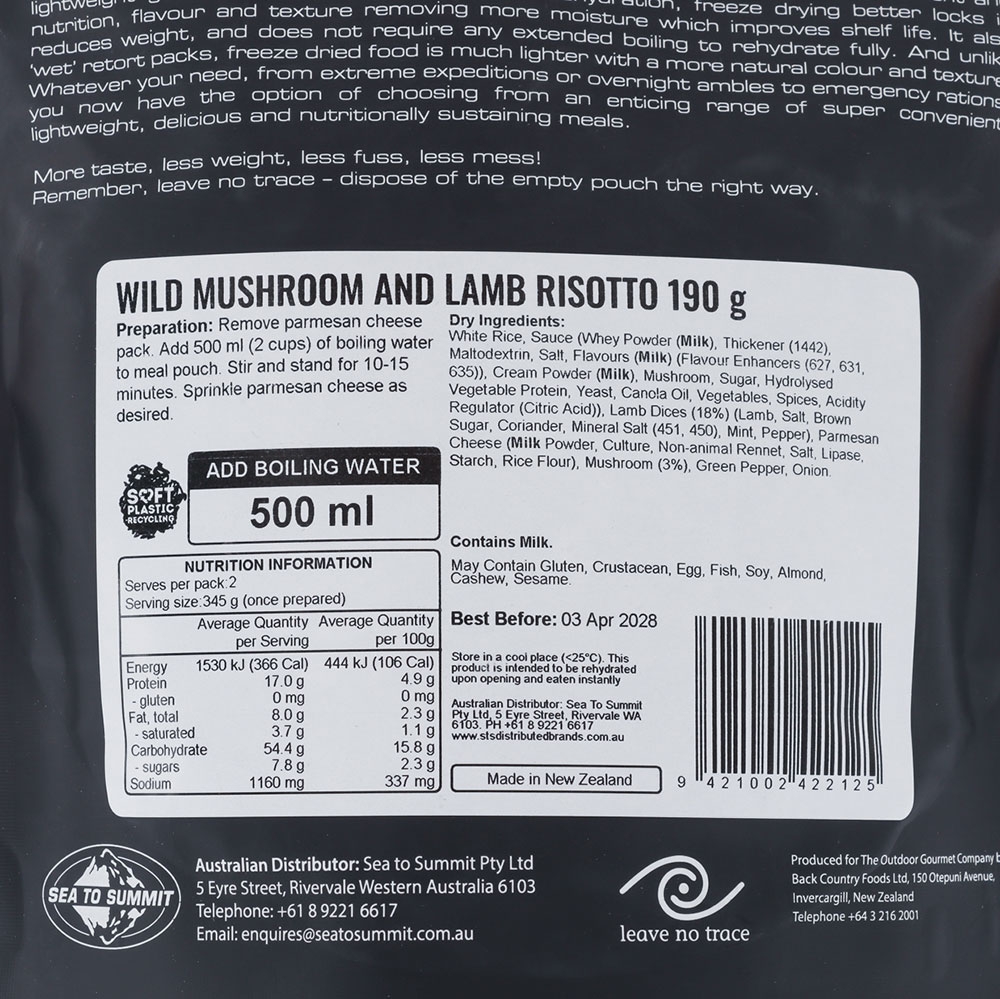 nutrition, flavour and texture removing more moisture which improves shelf life. It
reduces weight, and does not require any extended boiling to rehydrate fully. And
'wet' retort packs, freeze dried food is much lighter with a more natural colour and
Whatever your need, from extreme expeditions or overnight ambles to emergency rations
you now have the option of choosing from an enticing range of super
lightweight, delicious and nutritionally sustaining meals.
More taste, less weight, less fuss, less mess!
Remember, leave no trace - dispose of the empty pouch the right way.
WILD MUSHROOM AND LAMB RISOTTO 190 g
Preparation: Remove parmesan cheese
pack. Add 500 ml (2 cups) of boiling water
to meal pouch. Stir and stand for 10-15
minutes. Sprinkle parmesan cheese as
desired.
Dry Ingredients:
White Rice, Sauce (Whey Powder (Milk), Thickener (1442),
Maltodextrin, Salt, Flavours (Milk) (Flavour Enhancers (627, 631,
635)), Cream Powder (Milk), Mushroom, Sugar, Hydrolysed
Vegetable Protein, Yeast, Canola Oil, Vegetables, Spices, Acidity
Regulator (Citric Acid)), Lamb Dices (18%) (Lamb, Salt, Brown
Sugar, Coriander, Mineral Salt (451, 450), Mint, Pepper), Parmesan
Cheese (Milk Powder, Culture, Non-animal Rennet, Salt, Lipase,
Starch, Rice Flour), Mushroom (3%), Green Pepper, Onion.
SOFT
PLASTIC
RECYCLING
ADD BOILING WATER
500 ml
Contains Milk.
May Contain Gluten, Crustacean, Egg, Fish, Soy, Almond,
Cashew, Sesame.
NUTRITION INFORMATION
Serves per pack:2
Serving size:345 g (once prepared)
Average Quantity Average Quantity
per Serving per 100g
Energy 1530 kJ (366 Cal) 444 kJ (106 Cal)
Protein 17.0 g 4.9 g
- gluten 0 mg 0 mg
Fat, total 8.0 g 2.3 g
- saturated 3.7 g 1.1 g
Carbohydrate 54.4 g 15.8 g
- sugars 7.8 g 2.3 g
Sodium 1160 mg 337 mg
Best Before: 03 Apr 2028
Store in a cool place (<25°C). This
product is intended to be rehydrated
upon opening and eaten instantly
Australian Distributor: Sea To Summit
Pty Ltd, 5 Eyre Street, Rivervale WA
6103. PH +61 8 9221 6617
www.stsdistributedbrands.com.au
Made in New Zealand
9 421002 422125
SEA TO SUMMIT
Australian Distributor: Sea to Summit Pty Ltd
5 Eyre Street, Rivervale Western Australia 6103
Telephone: +61 8 9221 6617
Email: enquires@seatosummit.com.au
leave no trace
Produced for The Outdoor Gourmet Company
Back Country Foods Ltd, 150 Otepuni Avenue,
Invercargill, New Zealand
Telephone +64 3 216 2001